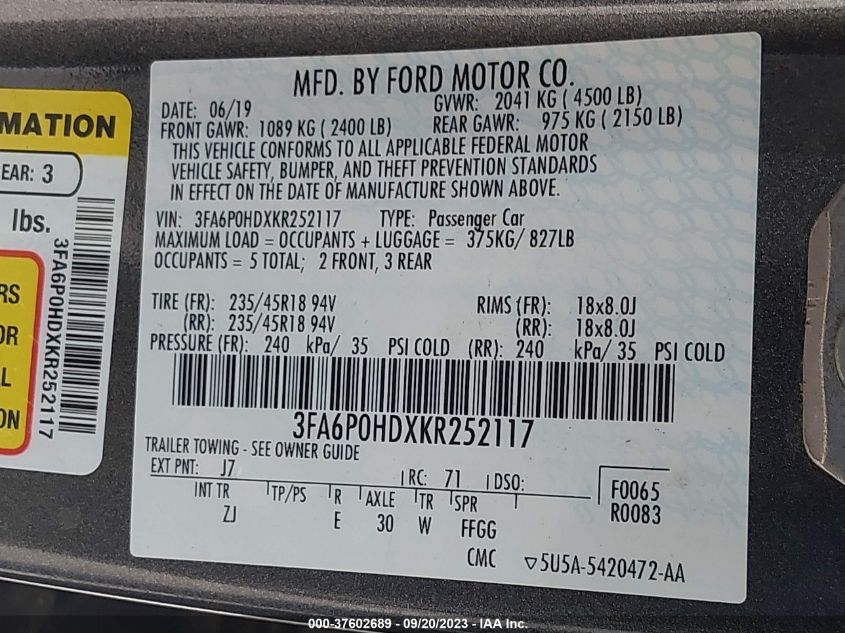 MATION
EAR: 3
lbs.
RS
OR
L
ON
3FA6P0HDXKR252117
MFD. BY FORD MOTOR CO.
DATE: 06/19 GVWR: 2041 KG ( 4500 LB)
FRONT GAWR: 1089 KG ( 2400 LB) REAR GAWR: 975 KG ( 2150 LB)
THIS VEHICLE CONFORMS TO ALL APPLICABLE FEDERAL MOTOR
VEHICLE SAFETY, BUMPER, AND THEFT PREVENTION STANDARDS
IN EFFECT ON THE DATE OF MANUFACTURE SHOWN ABOVE.
VIN: 3FA6P0HDXKR252117 TYPE: Passenger Car
MAXIMUM LOAD = OCCUPANTS + LUGGAGE = 375KG/ 827LB
OCCUPANTS = 5 TOTAL; 2 FRONT, 3 REAR
TIRE (FR): 235/45R18 94V RIMS (FR): 18x8.0J
(RR): 235/45R18 94V (RR): 18x8.0J
PRESSURE (FR): 240 kPa/ 35 PSI COLD (RR): 240 kPa/ 35 PSI COLD
3FA6P0HDXKR252117
TRAILER TOWING - SEE OWNER GUIDE
EXT PNT: J7 RC: 71 DSO: F0065
INT TR TP/PS R AXLE TR SPR R0083
ZJ E 30 W FFGG
CMC ▽5U5A-5420472-AA
000-37602689 - 09/20/2023 - IAA Inc.